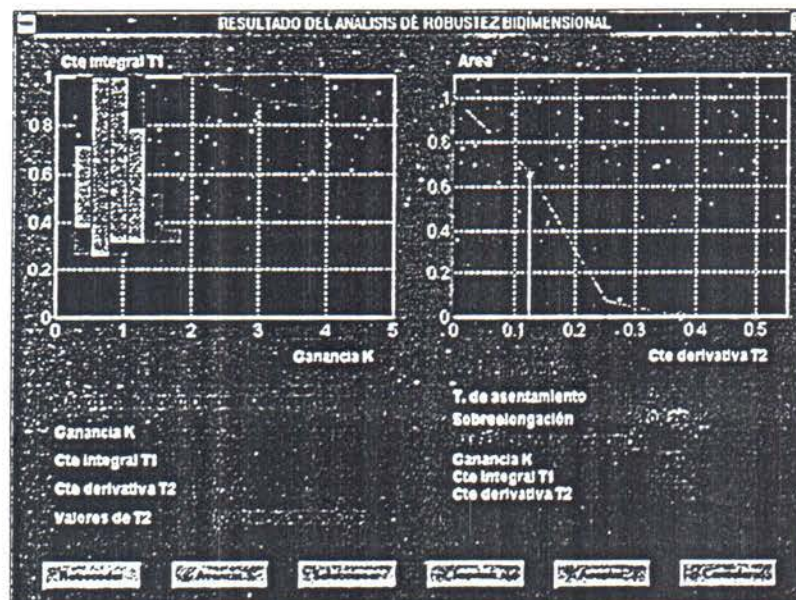 RESULTADO DEL ANALISIS DE ROBUSTEZ BIDIMENSIONAL
Cte integral T1
1
0.8
0.6
0.4
0.2
0
0 1 2 3 4 5
Ganancia K
Area
1
0.8
0.6
0.4
0.2
0
0 0.1 0.2 0.3 0.4 0.5
Cte derivativa T2
Ganancia K
Cte integral T1
Cte derivativa T2
Valores de T2
T. de asentamiento
Sobreelongación
Ganancia K
Cte integral T1
Cte derivativa T2